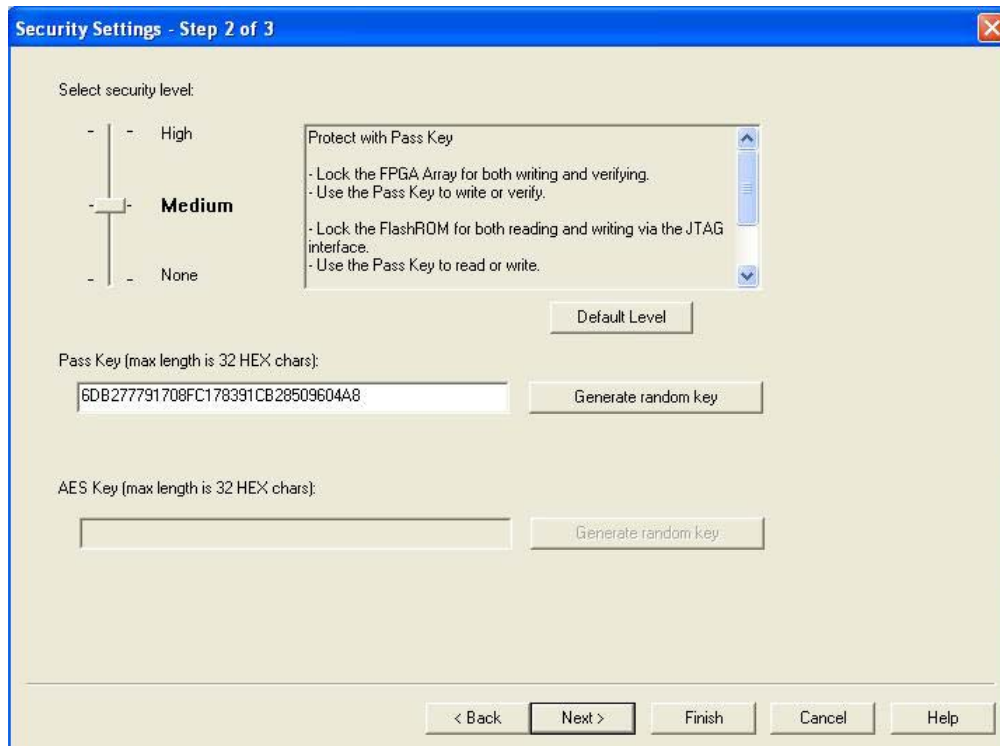 Security Settings - Step 2 of 3
Select security level:
High
Medium
None
Protect with Pass Key
- Lock the FPGA Array for both writing and verifying.
- Use the Pass Key to write or verify.
- Lock the FlashROM for both reading and writing via the JTAG
interface.
- Use the Pass Key to read or write.
Default Level
Pass Key (max length is 32 HEX chars):
6DB277791708FC178391CB28509604A8
Generate random key
AES Key (max length is 32 HEX chars):
Generate random key
< Back
Next >
Finish
Cancel
Help